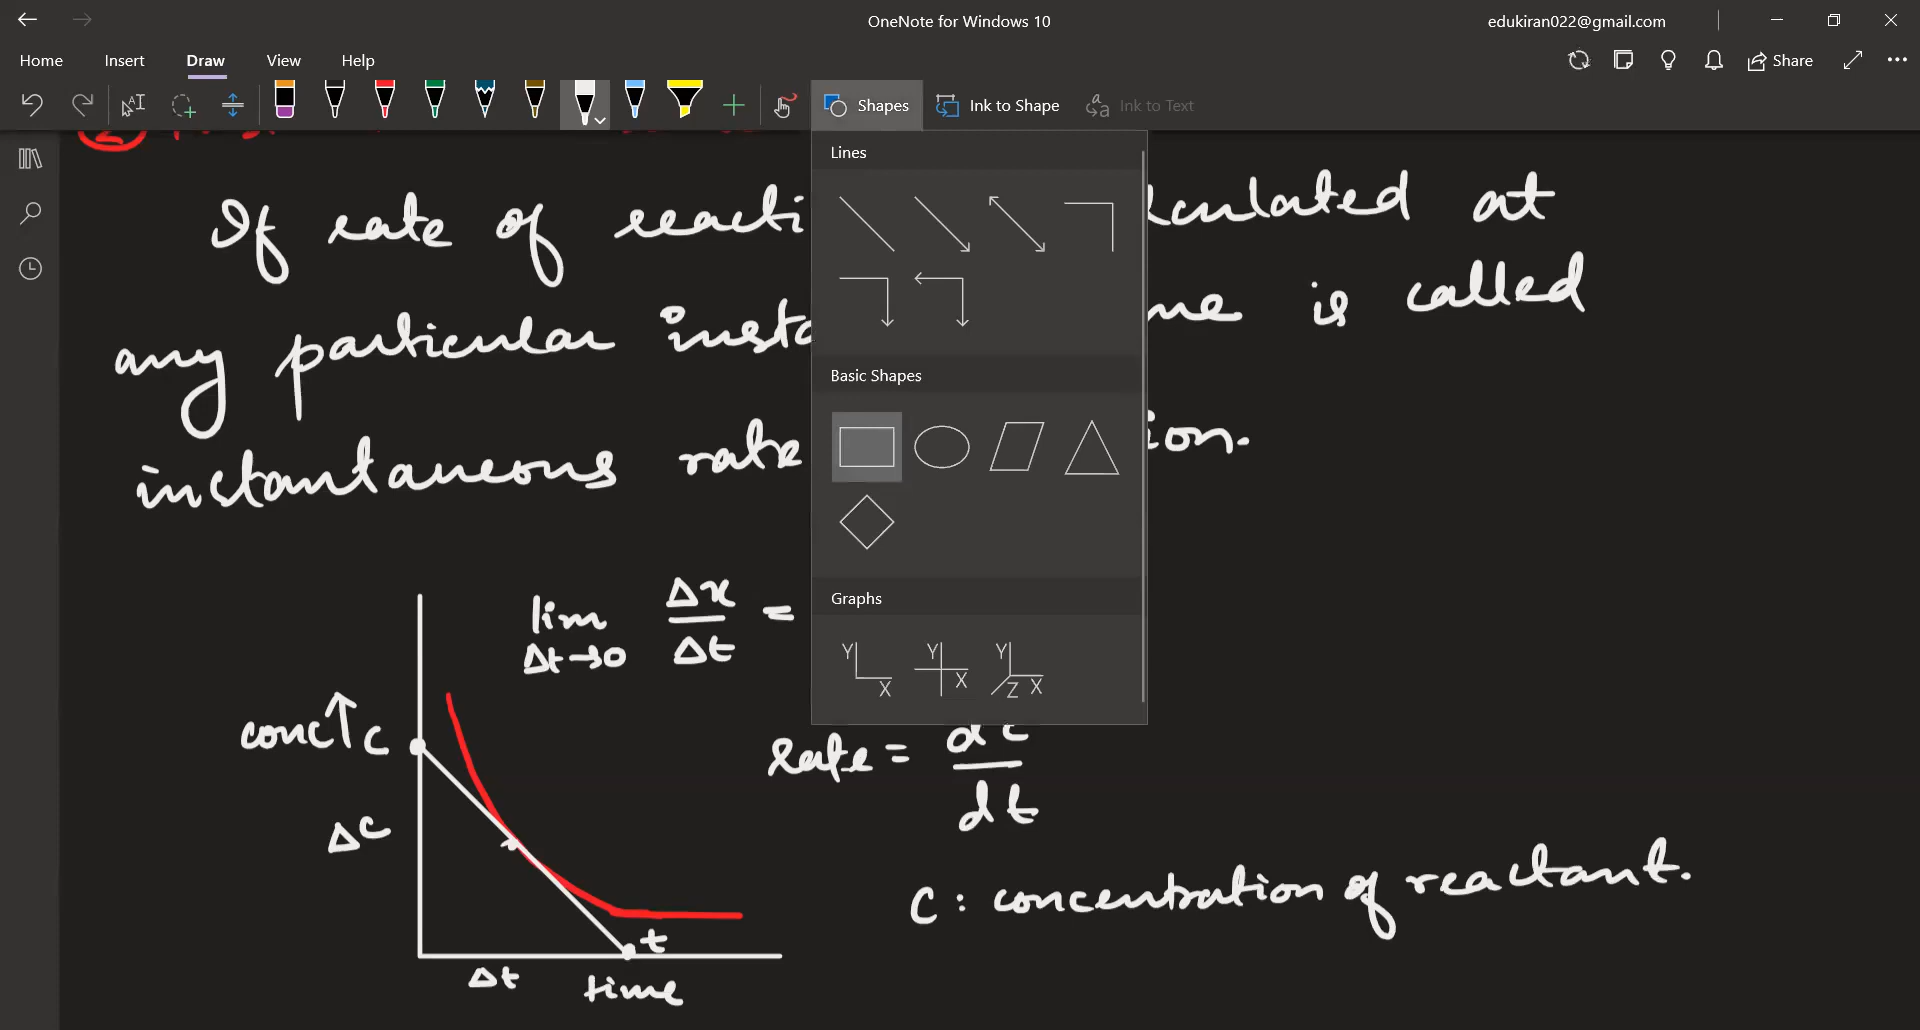 OneNote for Windows 10
edukiran022@gmail.com
Home Insert Draw View Help
Share
Shapes Ink to Shape Ink to Text
Lines
If rate of reacti lculated at
any particular insta me is called
Basic Shapes
instantaneous rate ion.
Graphs
Y X Y X Y Z X
lim Δx =
Δt→0 Δt
conc↑ c
rate = dc
dt
Δc
c : concentration of reactant.
t
Δt time